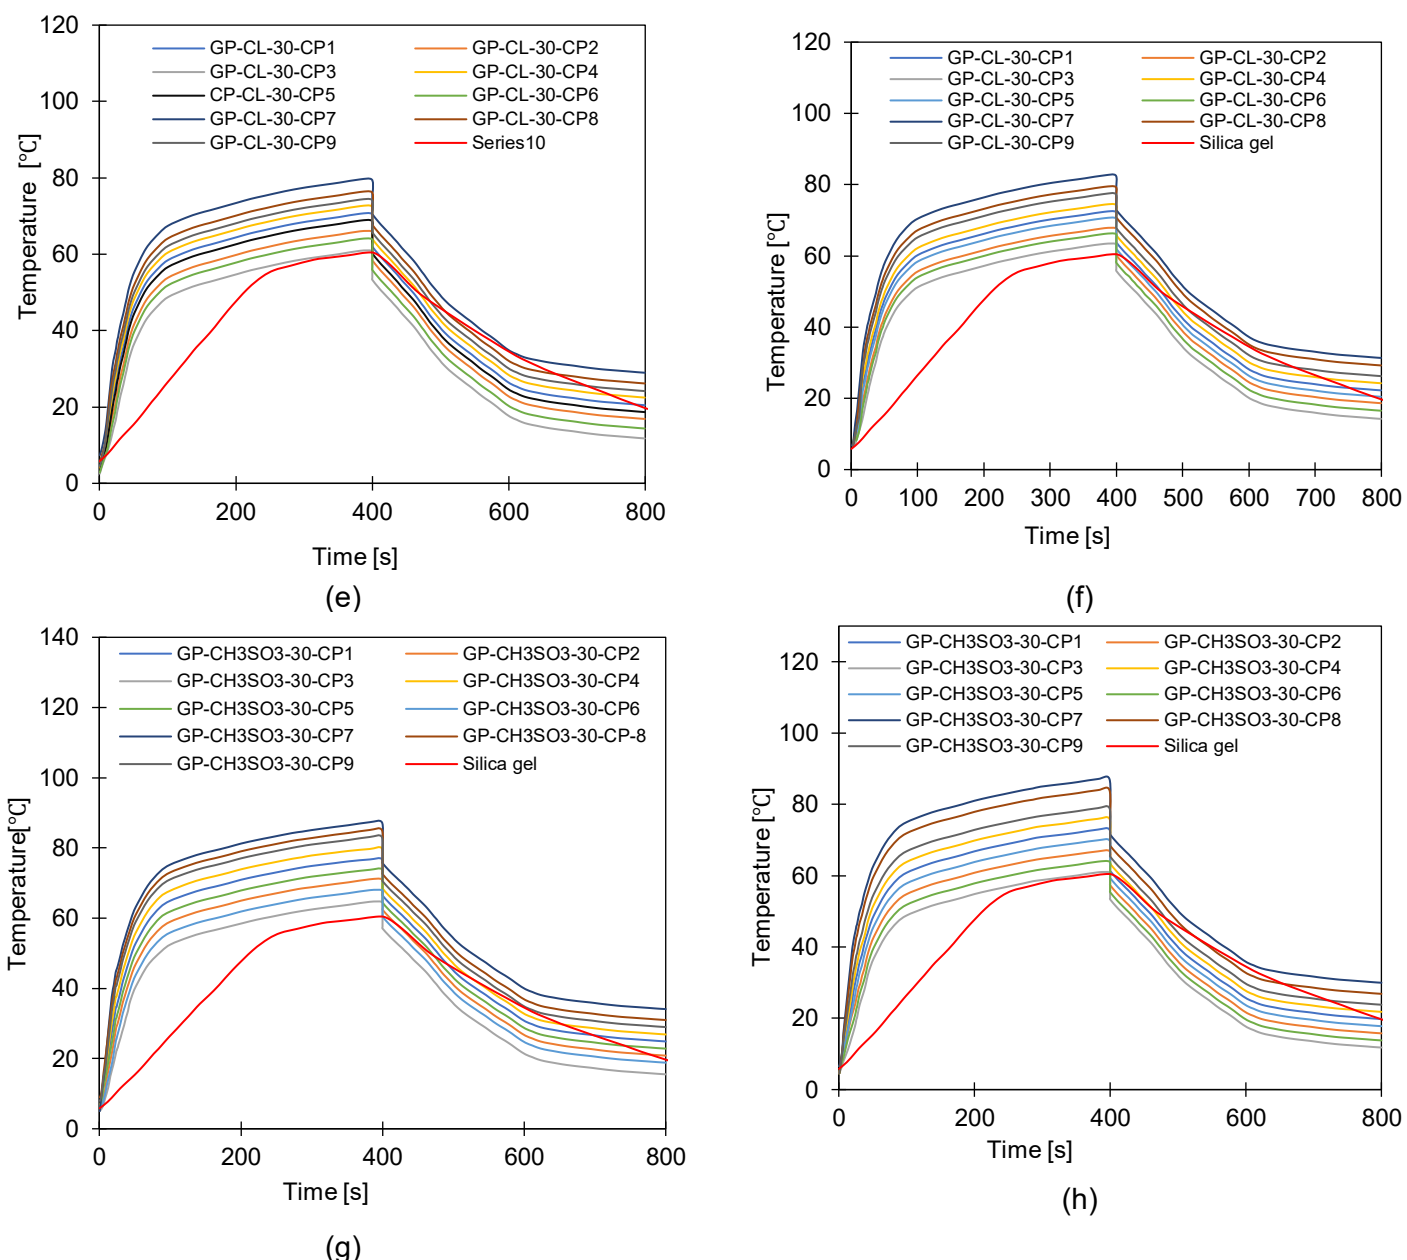 120
100
80
60
40
20
0
Temperature [℃]
GP-CL-30-CP1 GP-CL-30-CP2
GP-CL-30-CP3 GP-CL-30-CP4
CP-CL-30-CP5 GP-CL-30-CP6
GP-CL-30-CP7 GP-CL-30-CP8
GP-CL-30-CP9 Series10
0 200 400 600 800
Time [s]
(e)
120
100
80
60
40
20
0
Temperature [℃]
GP-CL-30-CP1 GP-CL-30-CP2
GP-CL-30-CP3 GP-CL-30-CP4
GP-CL-30-CP5 GP-CL-30-CP6
GP-CL-30-CP7 GP-CL-30-CP8
GP-CL-30-CP9 Silica gel
0 100 200 300 400 500 600 700 800
Time [s]
(f)
140
120
100
80
60
40
20
0
Temperature[℃]
GP-CH3SO3-30-CP1 GP-CH3SO3-30-CP2
GP-CH3SO3-30-CP3 GP-CH3SO3-30-CP4
GP-CH3SO3-30-CP5 GP-CH3SO3-30-CP6
GP-CH3SO3-30-CP7 GP-CH3SO3-30-CP-8
GP-CH3SO3-30-CP9 Silica gel
0 200 400 600 800
Time [s]
(g)
120
100
80
60
40
20
0
Temperature [℃]
GP-CH3SO3-30-CP1 GP-CH3SO3-30-CP2
GP-CH3SO3-30-CP3 GP-CH3SO3-30-CP4
GP-CH3SO3-30-CP5 GP-CH3SO3-30-CP6
GP-CH3SO3-30-CP7 GP-CH3SO3-30-CP8
GP-CH3SO3-30-CP9 Silica gel
0 200 400 600 800
Time [s]
(h)